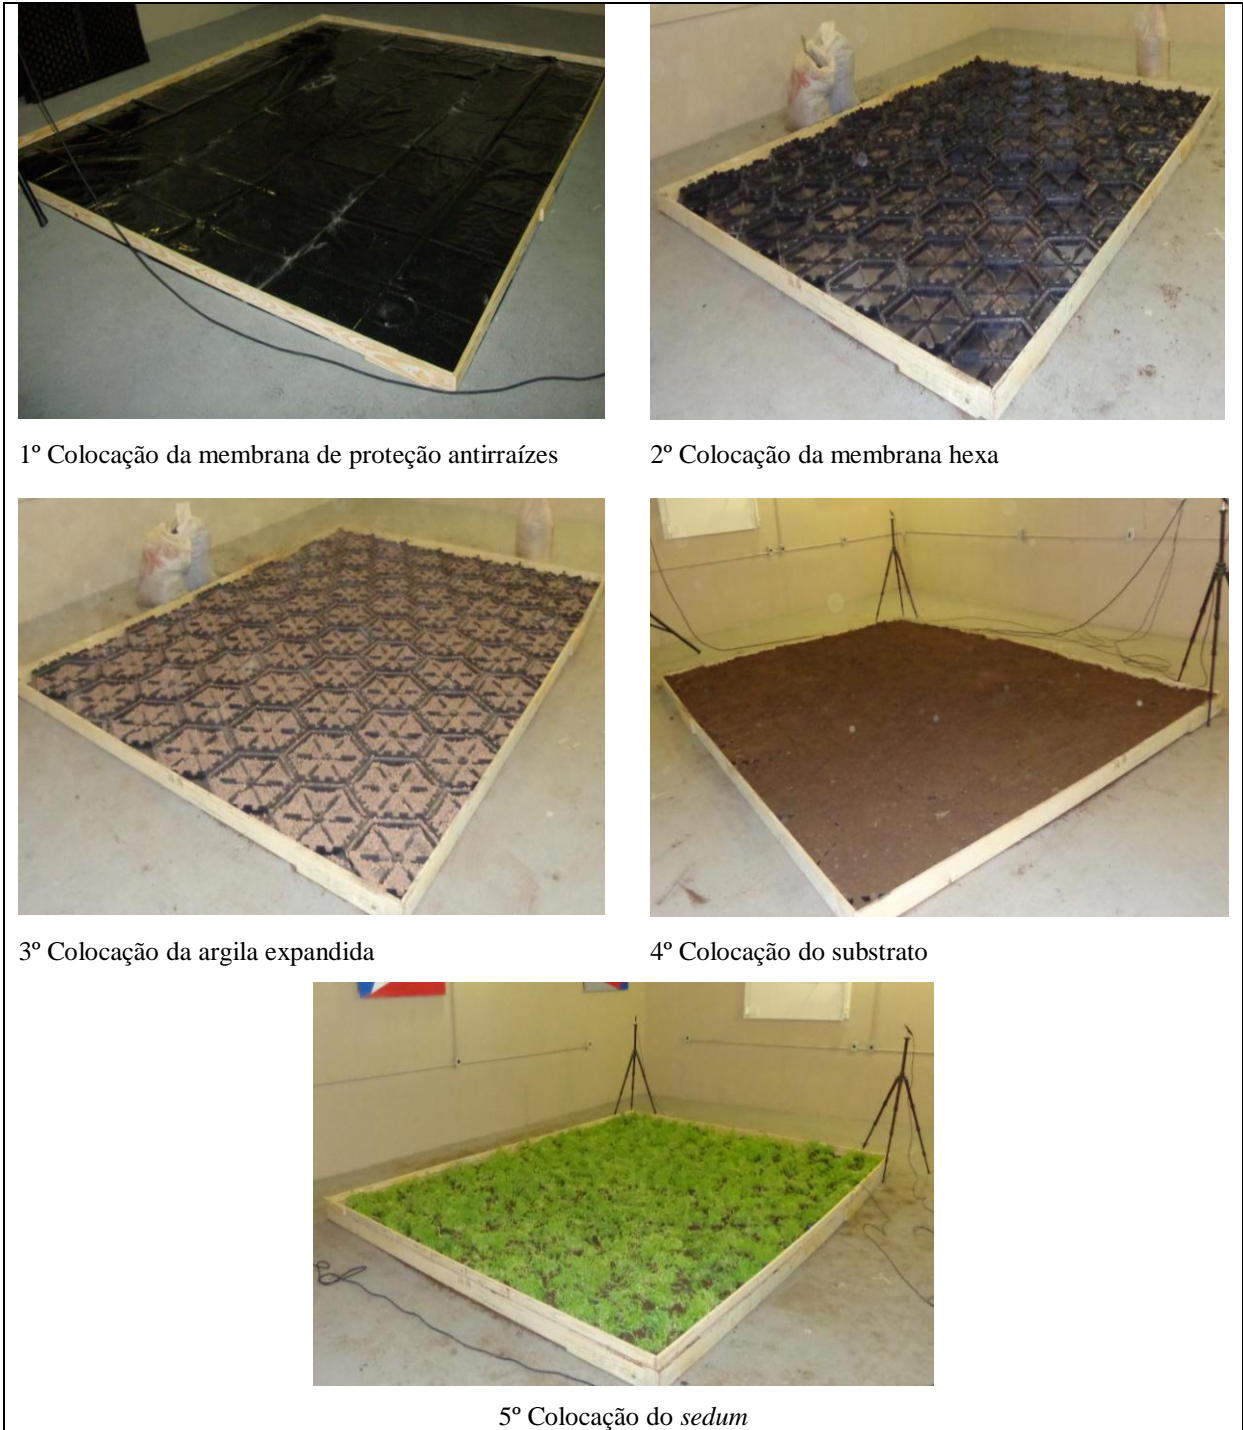 1º Colocação da membrana de proteção antirraízes
2º Colocação da membrana hexa
3º Colocação da argila expandida
4º Colocação do substrato
5º Colocação do sedum